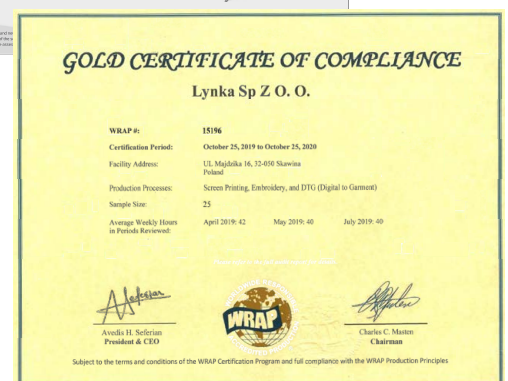 GOLD CERTIFICATE OF COMPLIANCE
Lynka Sp Z O. O.
WRAP #: 15196
Certification Period: October 25, 2019 to October 25, 2020
Facility Address: UL Majdzika 16, 32-050 Skawina
Poland
Production Processes: Screen Printing, Embroidery, and DTG (Digital to Garment)
Sample Size: 25
Average Weekly Hours April 2019: 42 May 2019: 40 July 2019: 40
in Periods Reviewed:
WRAP
Avedis H. Seferian Charles C. Masten
President & CEO Chairman
Subject to the terms and conditions of the WRAP Certification Program and full compliance with the WRAP Production Principles